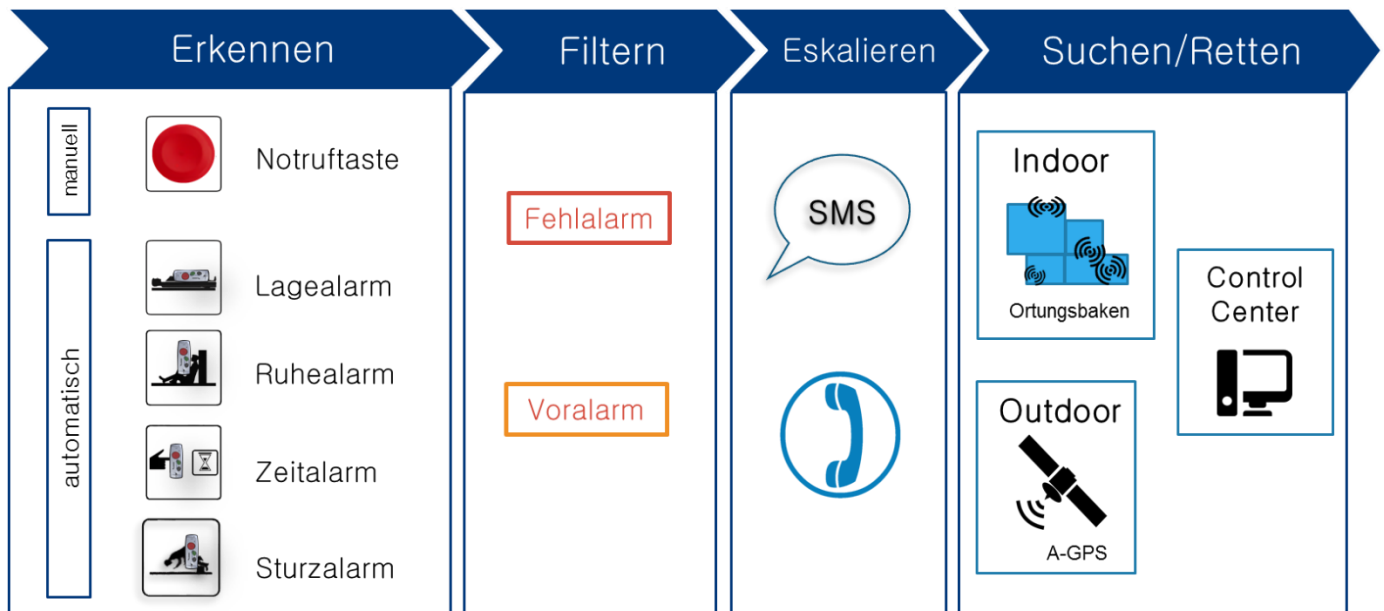 Erkennen
Filtern
Eskalieren
Suchen/Retten
manuell
Notruftaste
automatisch
Lagealarm
Ruhealarm
Zeitalarm
Sturzalarm
Fehlalarm
Voralarm
SMS
Indoor
Ortungsbaken
Outdoor
A-GPS
Control
Center